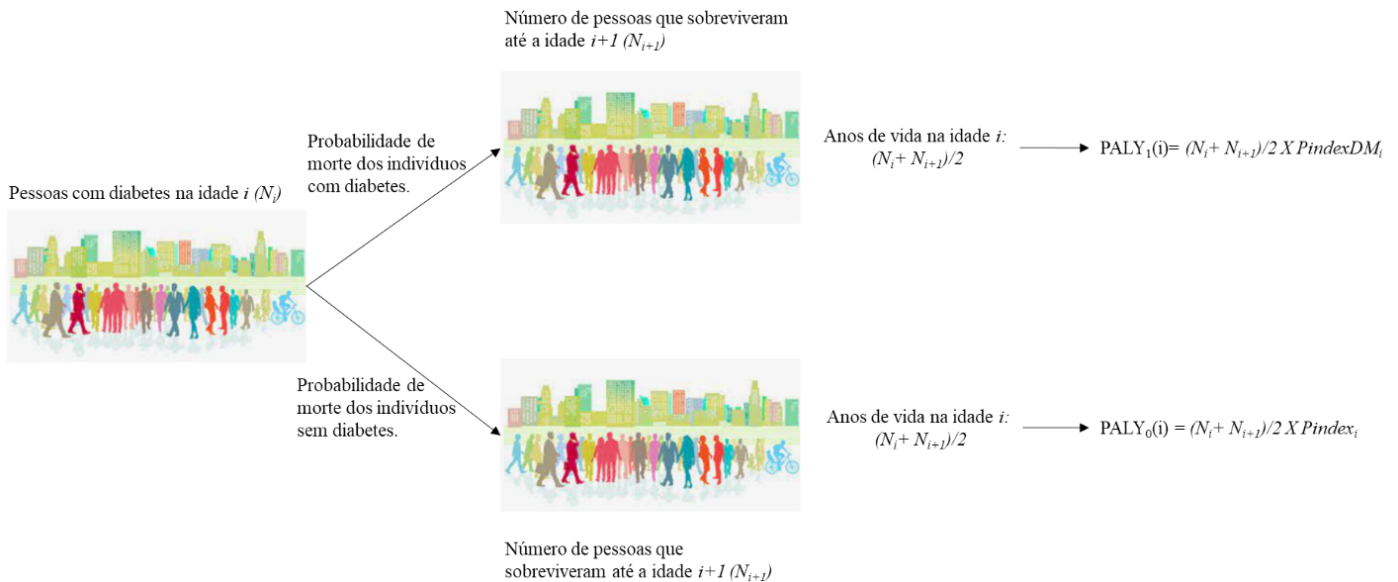 Número de pessoas que sobreviveram
até a idade i+1 (Nᵢ₊₁)
Probabilidade de
morte dos indivíduos
com diabetes.
Anos de vida na idade i:
(Nᵢ+ Nᵢ₊₁)/2
PALY₁(i)= (Nᵢ+ Nᵢ₊₁)/2 X PindexDMᵢ
Pessoas com diabetes na idade i (Nᵢ)
Probabilidade de
morte dos indivíduos
sem diabetes.
Anos de vida na idade i:
(Nᵢ+ Nᵢ₊₁)/2
PALY₀(i) = (Nᵢ+ Nᵢ₊₁)/2 X Pindexᵢ
Número de pessoas que
sobreviveram até a idade i+1 (Nᵢ₊₁)